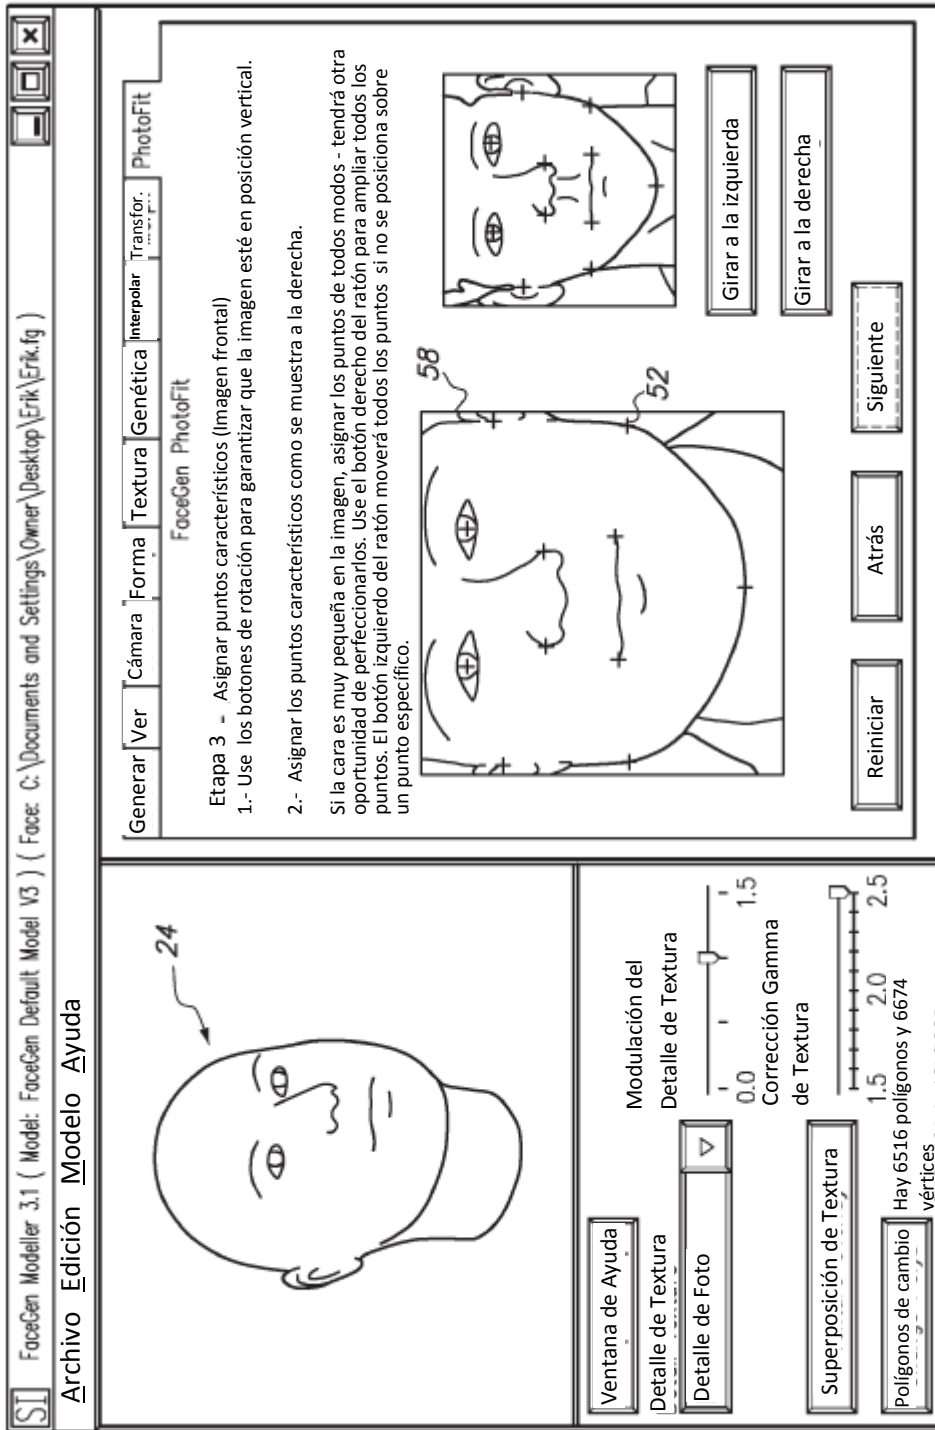 SI FaceGen Modeller 3.1 ( Model: FaceGen Default Model V3 ) ( Face: C:\Documents and Settings\Owner\Desktop\Erik\Erik.fg )
Archivo Edición Modelo Ayuda
24
Ventana de Ayuda
Detalle de Textura
Detalle de Foto
Superposición de Textura
Polígonos de cambio
Modulación del
Detalle de Textura
0.0 1.5
Corrección Gamma
de Textura
1.5 2.0 2.5
Hay 6516 polígonos y 6674
vértices
Generar Ver Cámara Forma Textura Genética Interpolar Transfor. PhotoFit
FaceGen PhotoFit
Etapa 3 - Asignar puntos característicos (Imagen frontal)
1.- Use los botones de rotación para garantizar que la imagen esté en posición vertical.
2.- Asignar los puntos característicos como se muestra a la derecha.
Si la cara es muy pequeña en la imagen, asignar los puntos de todos modos - tendrá otra
oportunidad de perfeccionarlos. Use el botón derecho del ratón para ampliar todos los
puntos. El botón izquierdo del ratón moverá todos los puntos si no se posiciona sobre
un punto específico.
58
52
Girar a la izquierda
Girar a la derecha
Reiniciar
Atrás
Siguiente